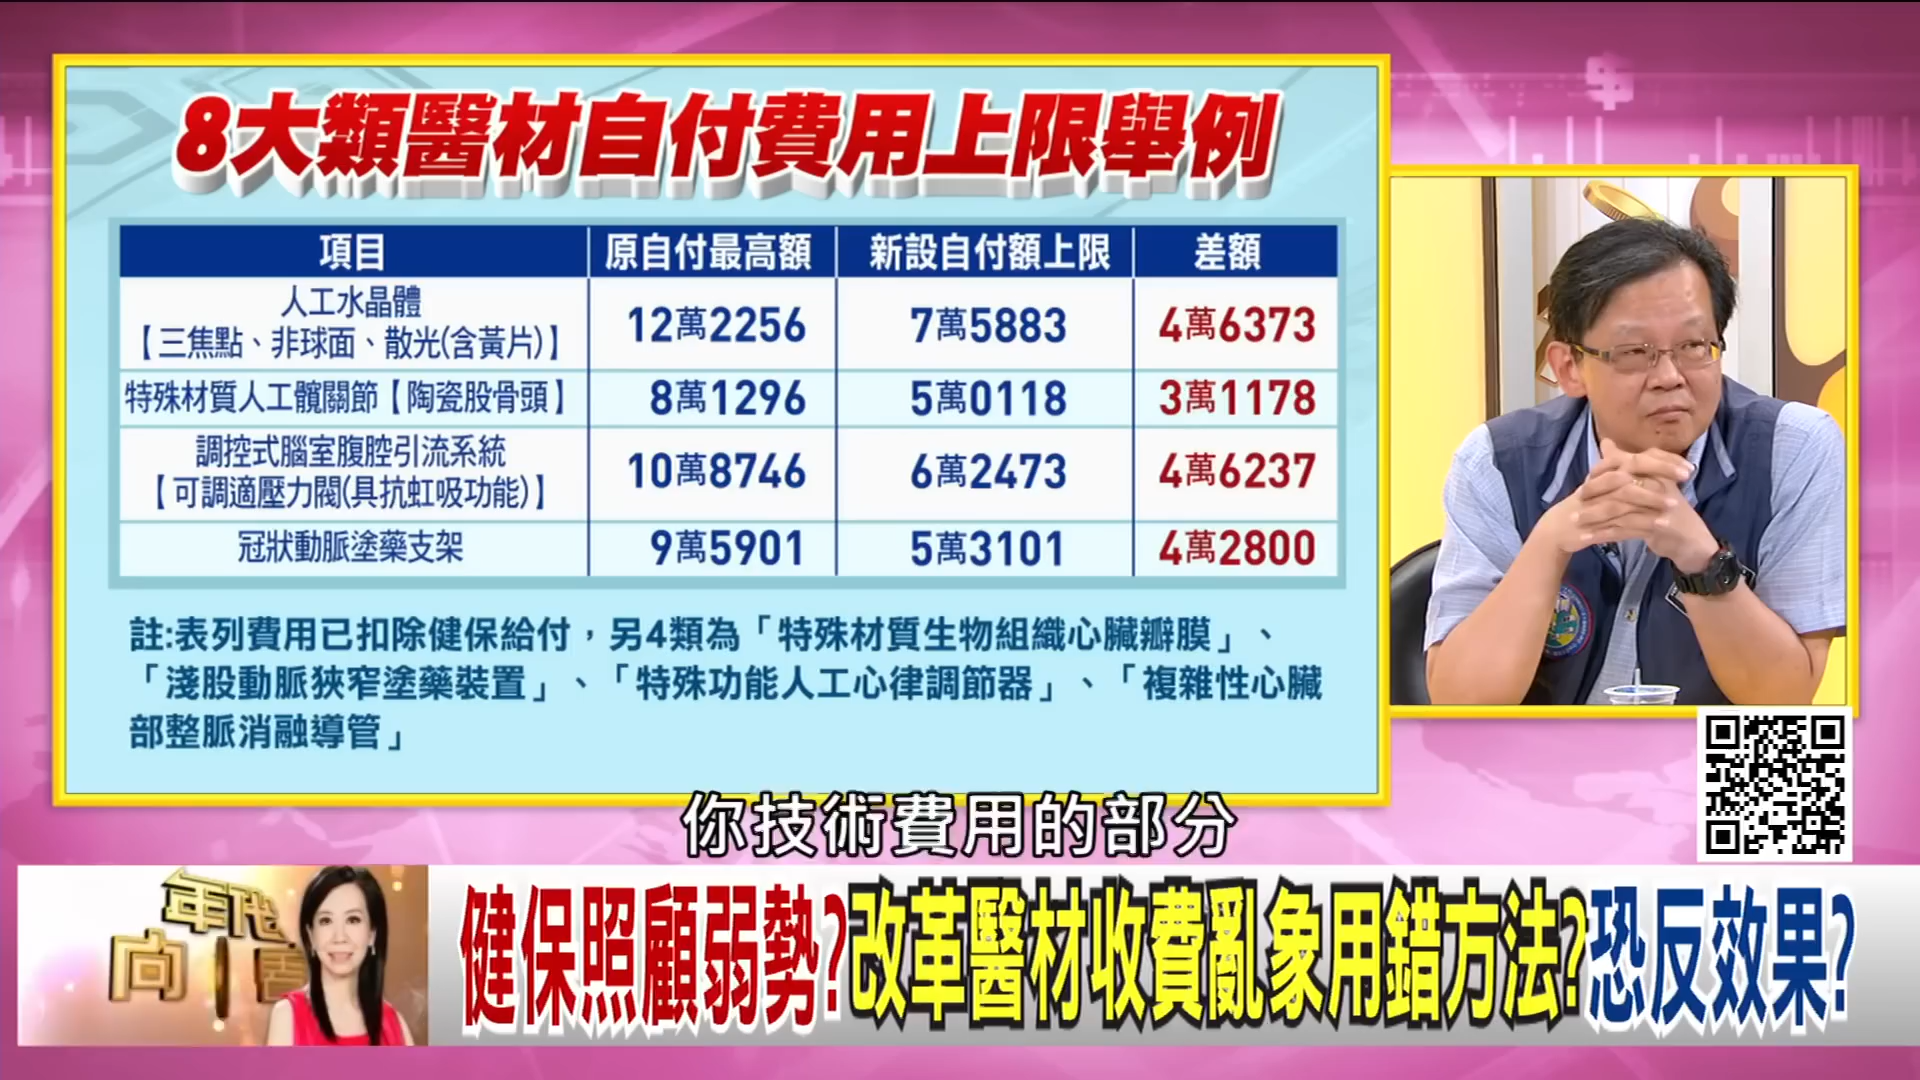 8大類醫材自付費用上限舉例
項目 原自付最高額 新設自付額上限 差額
人工水晶體
【三焦點、非球面、散光(含黃片)】 12萬2256 7萬5883 4萬6373
特殊材質人工髖關節【陶瓷股骨頭】 8萬1296 5萬0118 3萬1178
調控式腦室腹腔引流系統
【可調適壓力閥(具抗虹吸功能)】 10萬8746 6萬2473 4萬6237
冠狀動脈塗藥支架 9萬5901 5萬3101 4萬2800
註:表列費用已扣除健保給付，另4類為「特殊材質生物組織心臟瓣膜」、
「淺股動脈狹窄塗藥裝置」、「特殊功能人工心律調節器」、「複雜性心臟
部整脈消融導管」
你技術費用的部分
年代
向錢看
健保照顧弱勢?改革醫材收費亂象用錯方法?恐反效果?